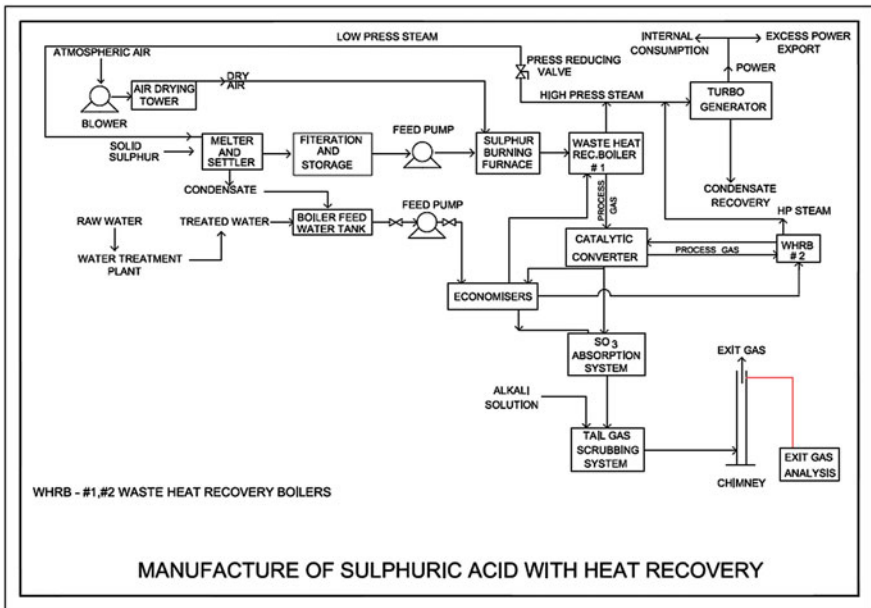 LOW PRESS STEAM
INTERNAL
CONSUMPTION
EXCESS POWER
EXPORT
ATMOSPHERIC AIR
PRESS REDUCING
VALVE
POWER
DRY
AIR
AIR DRYING
TOWER
HIGH PRESS STEAM
TURBO
GENERATOR
BLOWER
SOLID
SULPHUR
MELTER
AND
SETTLER
FITERATION
AND
STORAGE
FEED PUMP
SULPHUR
BURNING
FURNACE
WASTE HEAT
REC.BOILER
# 1
CONDENSATE
CONDENSATE
RECOVERY
RAW WATER
TREATED WATER
BOILER FEED
WATER TANK
FEED PUMP
PROCESS
GAS
HP STEAM
WATER TREATMENT
PLANT
CATALYTIC
CONVERTER
PROCESS GAS
WHRB
# 2
ECONOMISERS
SO3
ABSORPTION
SYSTEM
EXIT GAS
ALKALI
SOLUTION
TAIL GAS
SCRUBBING
SYSTEM
EXIT GAS
ANALYSIS
CHIMNEY
WHRB - #1,#2 WASTE HEAT RECOVERY BOILERS
MANUFACTURE OF SULPHURIC ACID WITH HEAT RECOVERY